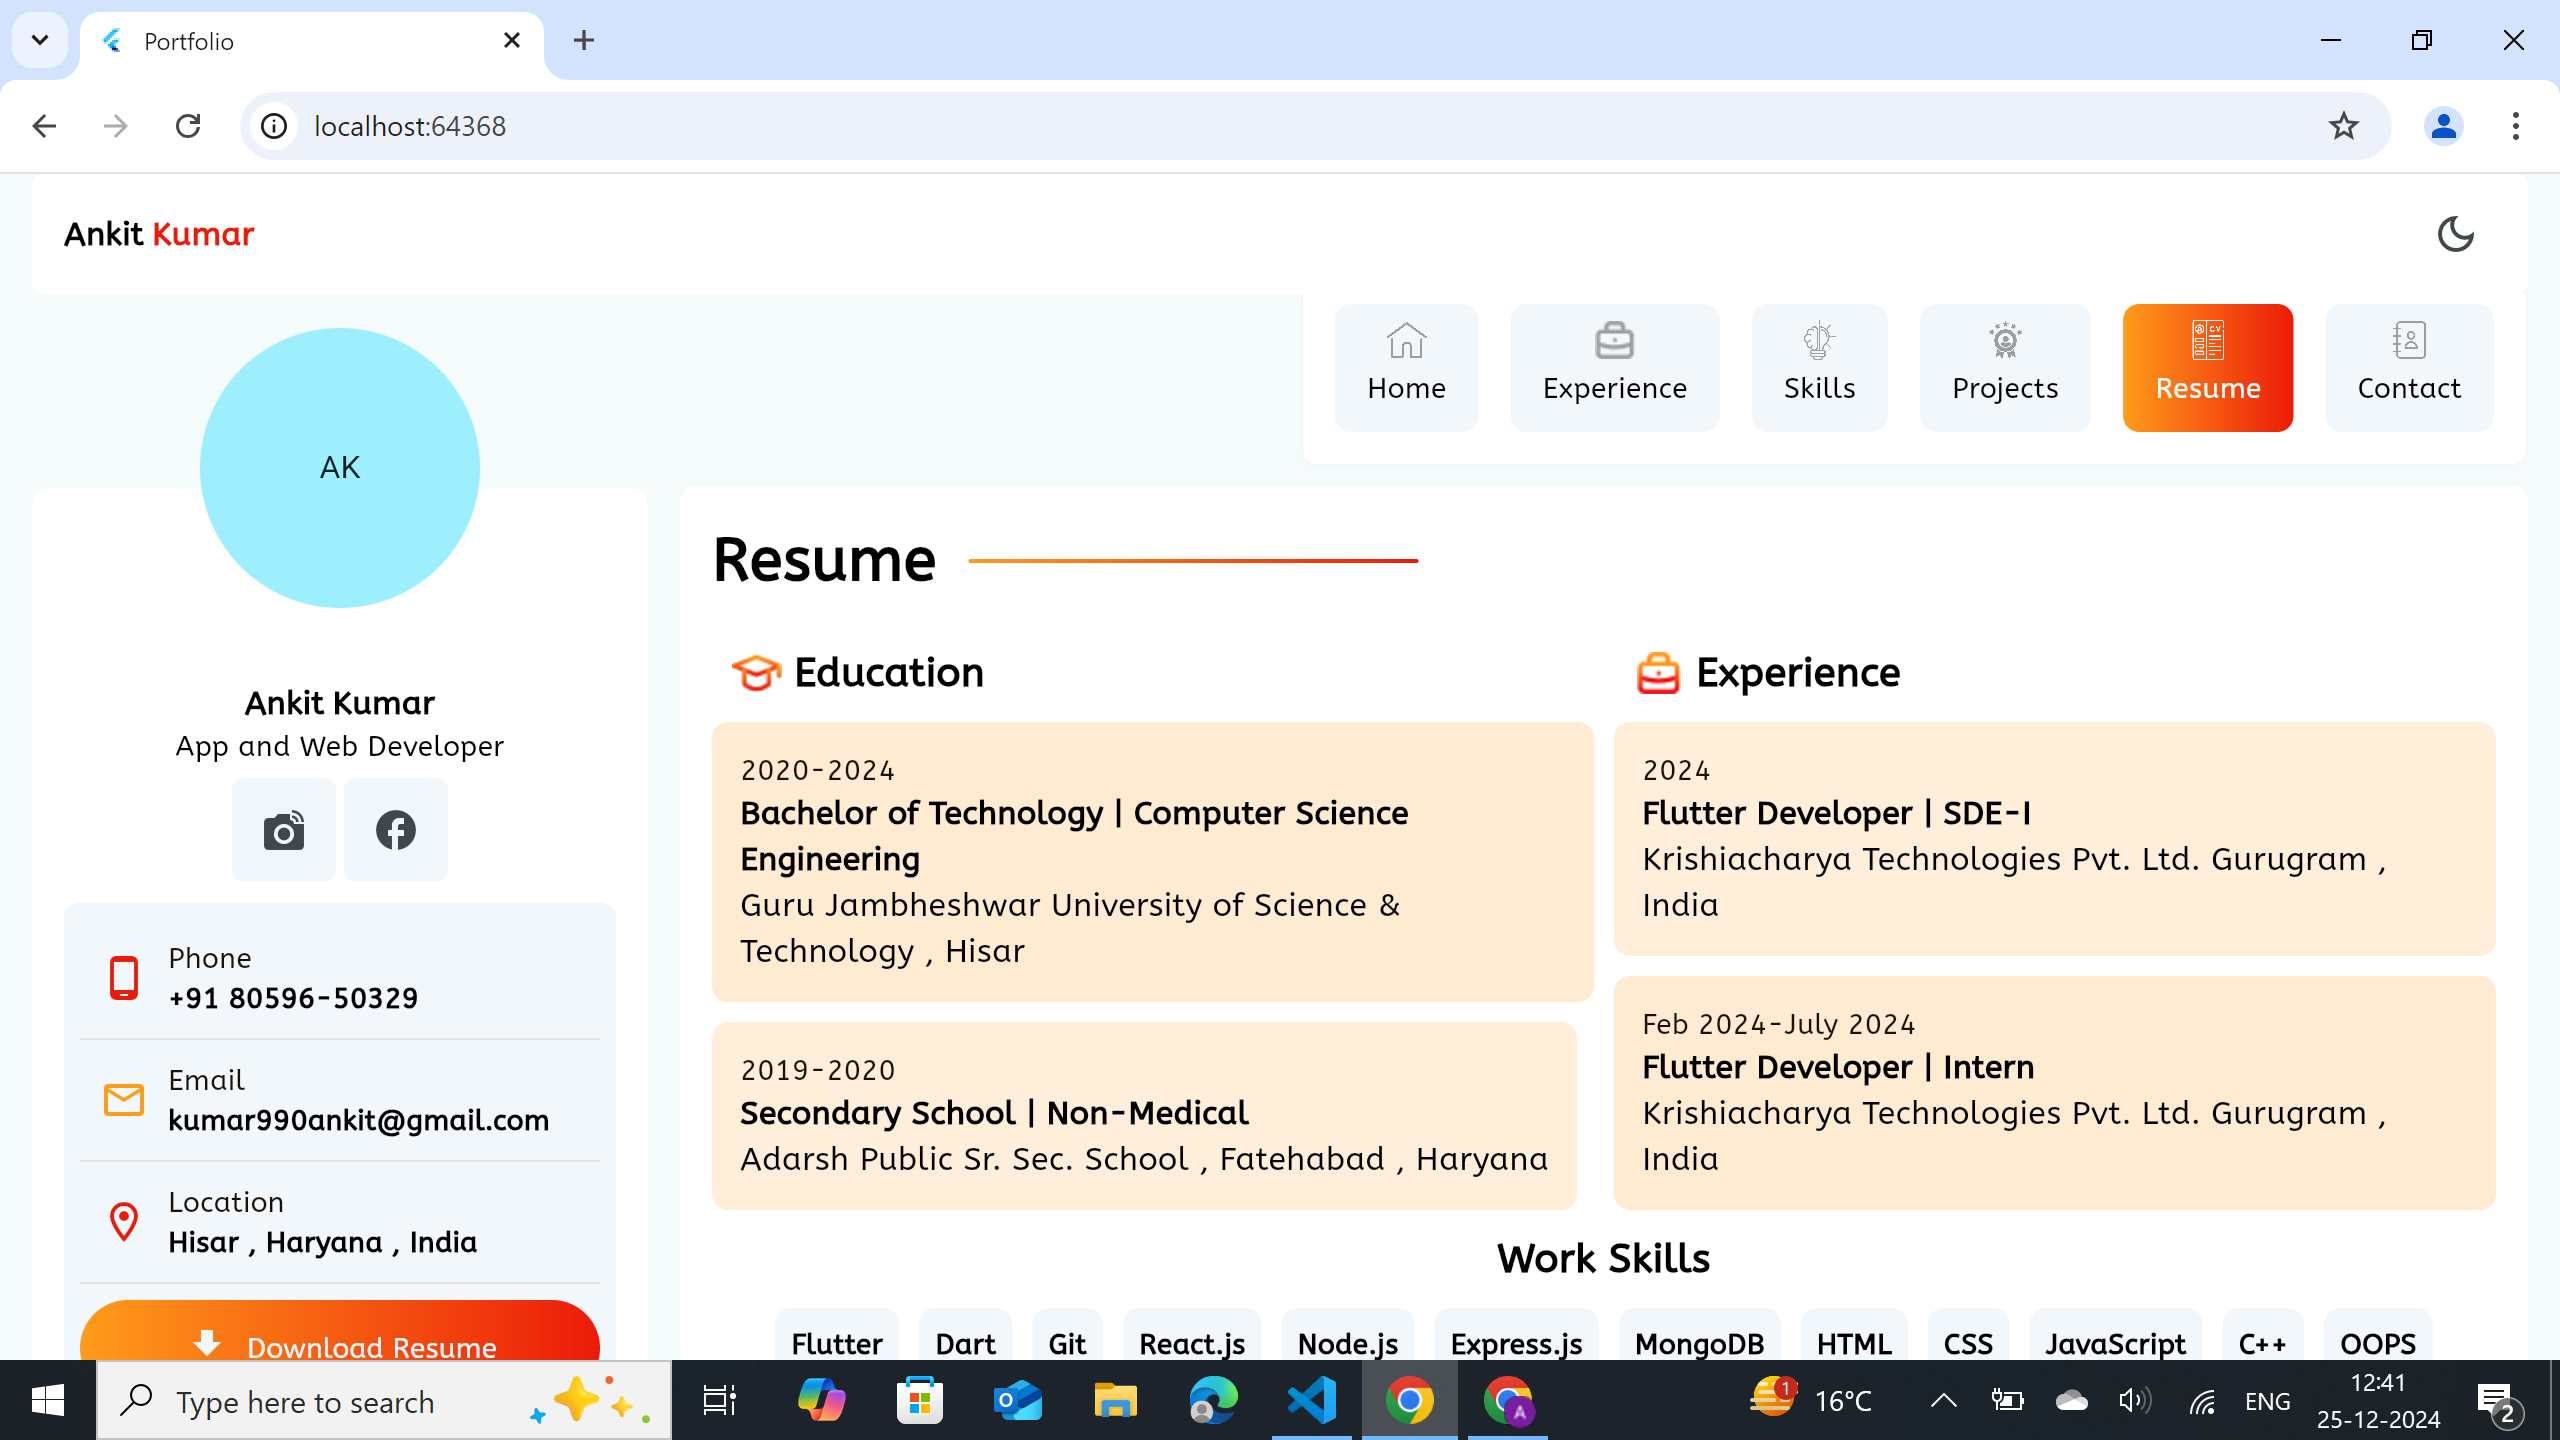 Portfolio
localhost:64368
Ankit Kumar
Home
Experience
Skills
Projects
CV
Resume
Contact
AK
Ankit Kumar
App and Web Developer
Phone
+91 80596-50329
Email
kumar990ankit@gmail.com
Location
Hisar , Haryana , India
Download Resume
Resume
Education
2020-2024
Bachelor of Technology | Computer Science
Engineering
Guru Jambheshwar University of Science &
Technology , Hisar
2019-2020
Secondary School | Non-Medical
Adarsh Public Sr. Sec. School , Fatehabad , Haryana
Experience
2024
Flutter Developer | SDE-I
Krishiacharya Technologies Pvt. Ltd. Gurugram ,
India
Feb 2024-July 2024
Flutter Developer | Intern
Krishiacharya Technologies Pvt. Ltd. Gurugram ,
India
Work Skills
Flutter Dart Git React.js Node.js Express.js MongoDB HTML CSS JavaScript C++ OOPS
Type here to search
O
A
1
16°C
ENG
12:41
25-12-2024
2